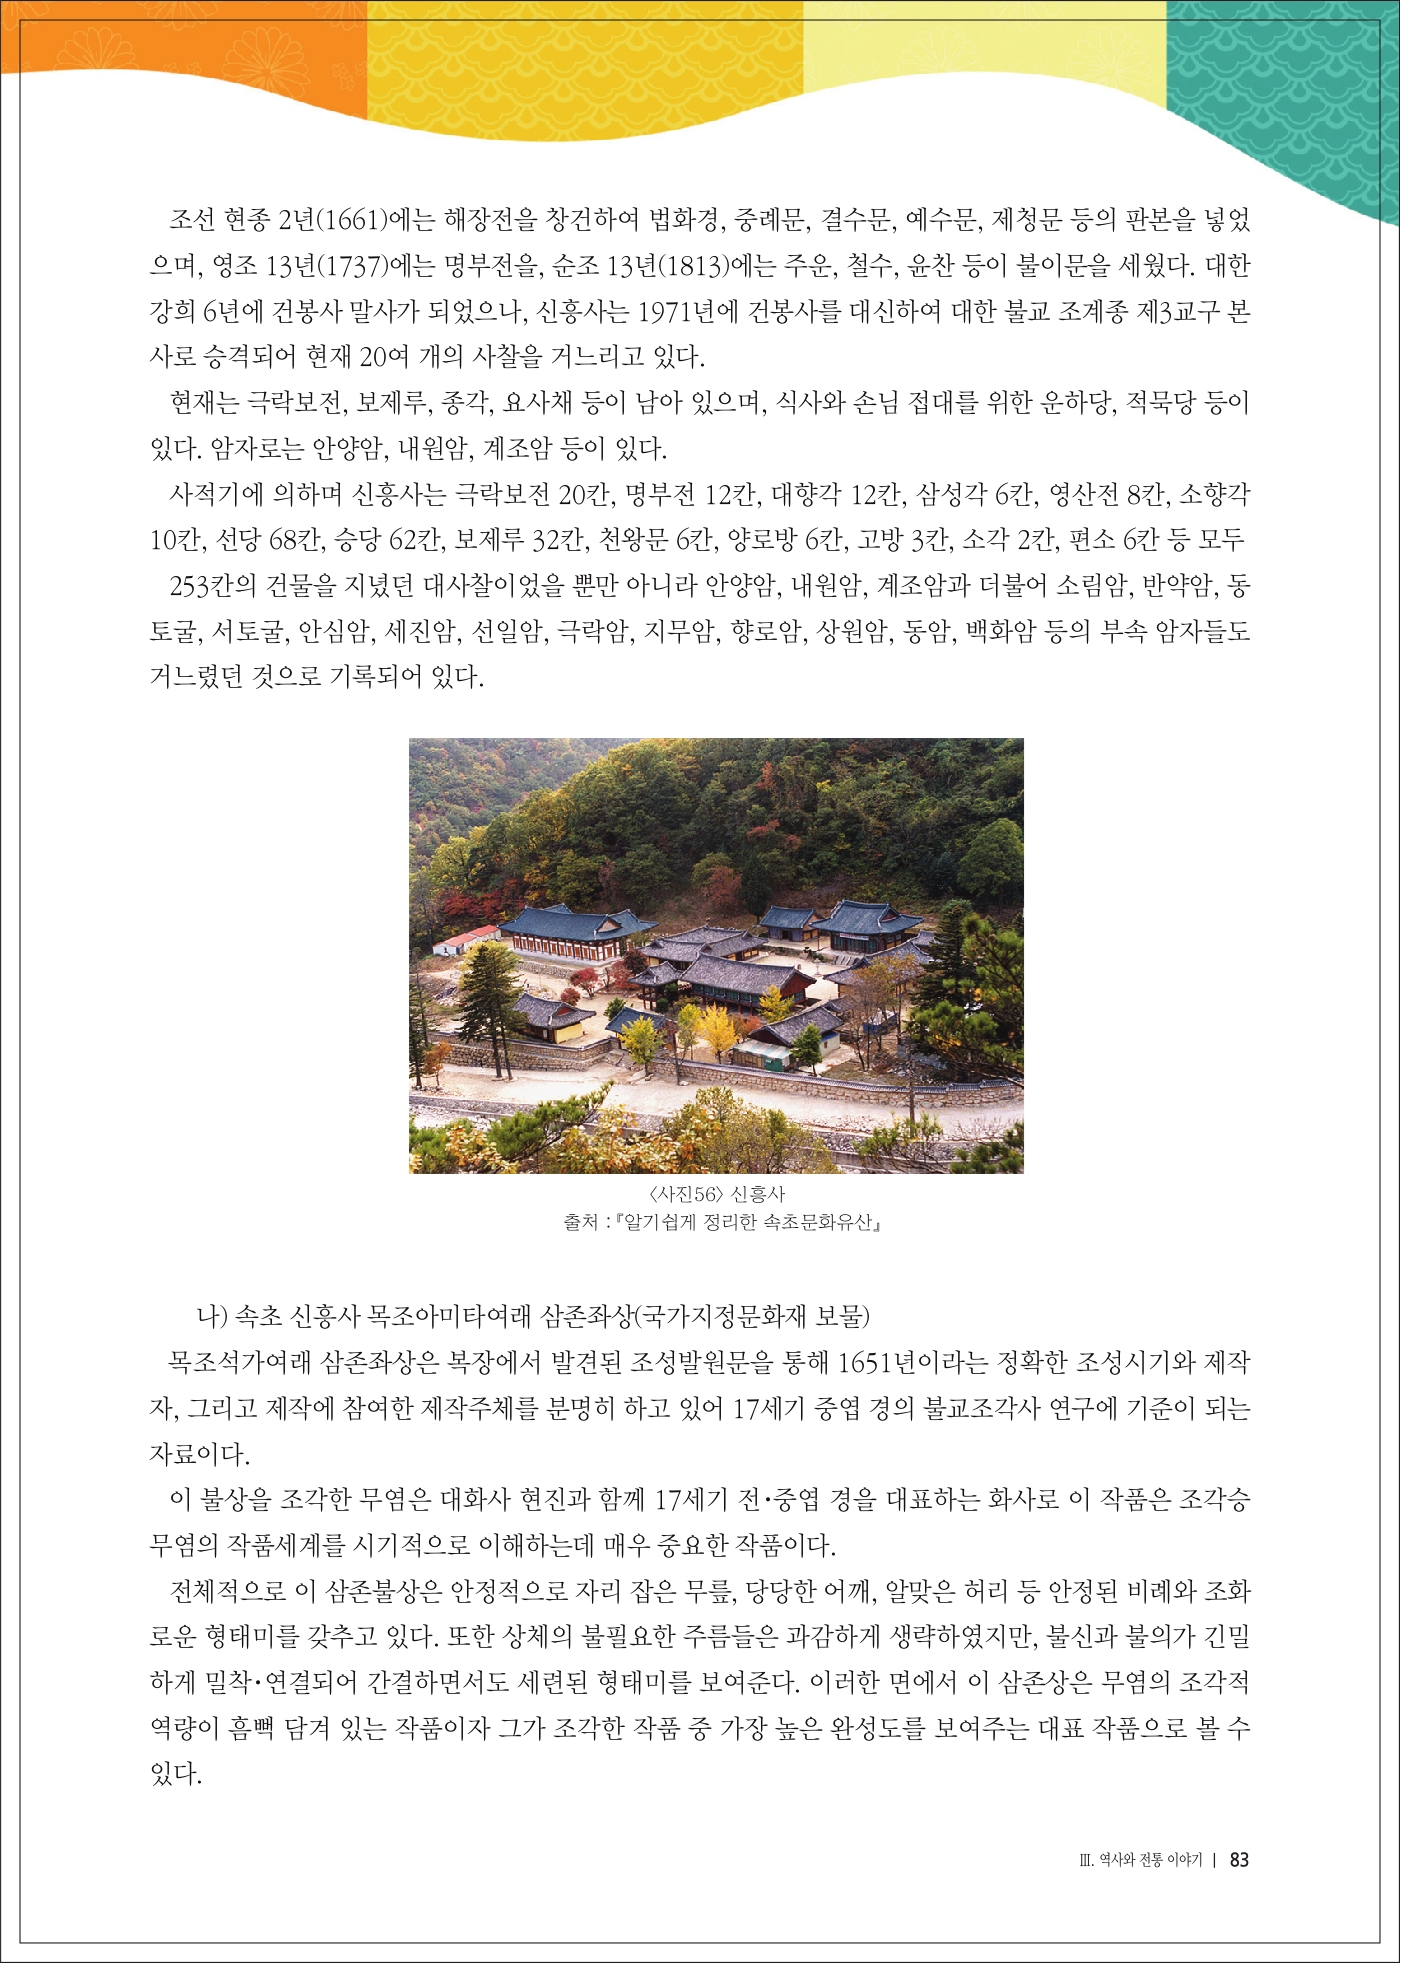 조선 현종 2년(1661)에는 해장전을 창건하여 법화경, 중례문, 결수문, 예수문, 제청문 등의 판본을 넣었
으며, 영조 13년(1737)에는 명부전을, 순조 13년(1813)에는 주운, 철수, 윤찬 등이 불이문을 세웠다. 대한
강희 6년에 건봉사 말사가 되었으나, 신흥사는 1971년에 건봉사를 대신하여 대한 불교 조계종 제3교구 본
사로 승격되어 현재 20여 개의 사찰을 거느리고 있다.
현재는 극락보전, 보제루, 종각, 요사채 등이 남아 있으며, 식사와 손님 접대를 위한 운하당, 적묵당 등이
있다. 암자로는 안양암, 내원암, 계조암 등이 있다.
사적기에 의하며 신흥사는 극락보전 20칸, 명부전 12칸, 대향각 12칸, 삼성각 6칸, 영산전 8칸, 소향각
10칸, 선당 68칸, 승당 62칸, 보제루 32칸, 천왕문 6칸, 양로방 6칸, 고방 3칸, 소각 2칸, 편소 6칸 등 모두
253칸의 건물을 지녔던 대사찰이었을 뿐만 아니라 안양암, 내원암, 계조암과 더불어 소림암, 반약암, 동
토굴, 서토굴, 안심암, 세진암, 선일암, 극락암, 지무암, 향로암, 상원암, 동암, 백화암 등의 부속 암자들도
거느렸던 것으로 기록되어 있다.
〈사진56〉 신흥사
출처 : 『알기쉽게 정리한 속초문화유산』
나) 속초 신흥사 목조아미타여래 삼존좌상(국가지정문화재 보물)
목조석가여래 삼존좌상은 복장에서 발견된 조성발원문을 통해 1651년이라는 정확한 조성시기와 제작
자, 그리고 제작에 참여한 제작주체를 분명히 하고 있어 17세기 중엽 경의 불교조각사 연구에 기준이 되는
자료이다.
이 불상을 조각한 무염은 대화사 현진과 함께 17세기 전·중엽 경을 대표하는 화사로 이 작품은 조각승
무염의 작품세계를 시기적으로 이해하는데 매우 중요한 작품이다.
전체적으로 이 삼존불상은 안정적으로 자리 잡은 무릎, 당당한 어깨, 알맞은 허리 등 안정된 비례와 조화
로운 형태미를 갖추고 있다. 또한 상체의 불필요한 주름들은 과감하게 생략하였지만, 불신과 불의가 긴밀
하게 밀착·연결되어 간결하면서도 세련된 형태미를 보여준다. 이러한 면에서 이 삼존상은 무염의 조각적
역량이 흠뻑 담겨 있는 작품이자 그가 조각한 작품 중 가장 높은 완성도를 보여주는 대표 작품으로 볼 수
있다.
Ⅲ. 역사와 전통 이야기 | 83